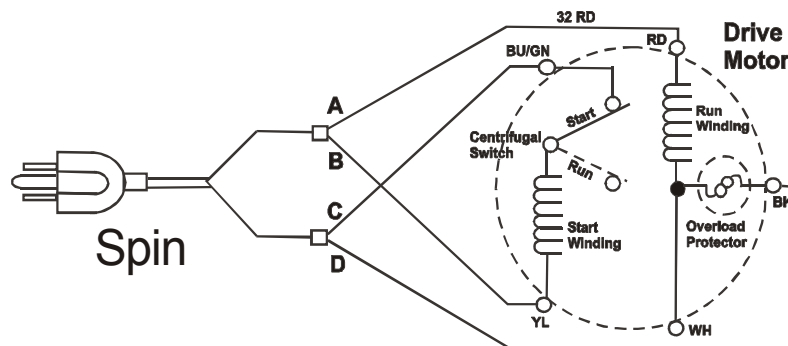 32 RD
RD
Drive
Motor
BU/GN
A
B
Start
Centrifugal
Switch
Run
Run
Winding
C
D
Start
Winding
Overload
Protector
BK
Spin
YL
WH